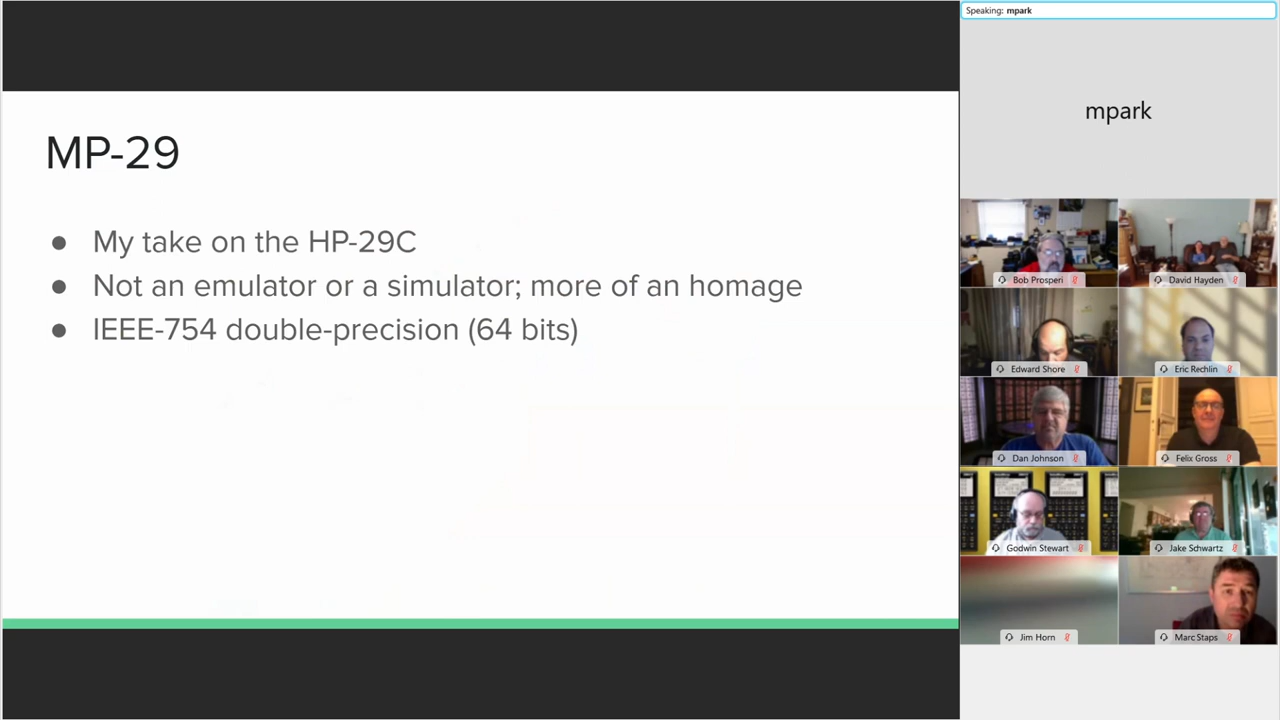 MP-29
● My take on the HP-29C
● Not an emulator or a simulator; more of an homage
● IEEE-754 double-precision (64 bits)
Speaking: mpark
mpark
Bob Prosperi
David Hayden
Edward Shore
Eric Rechlin
Dan Johnson
Felix Gross
Godwin Stewart
Jake Schwartz
Jim Horn
Marc Staps